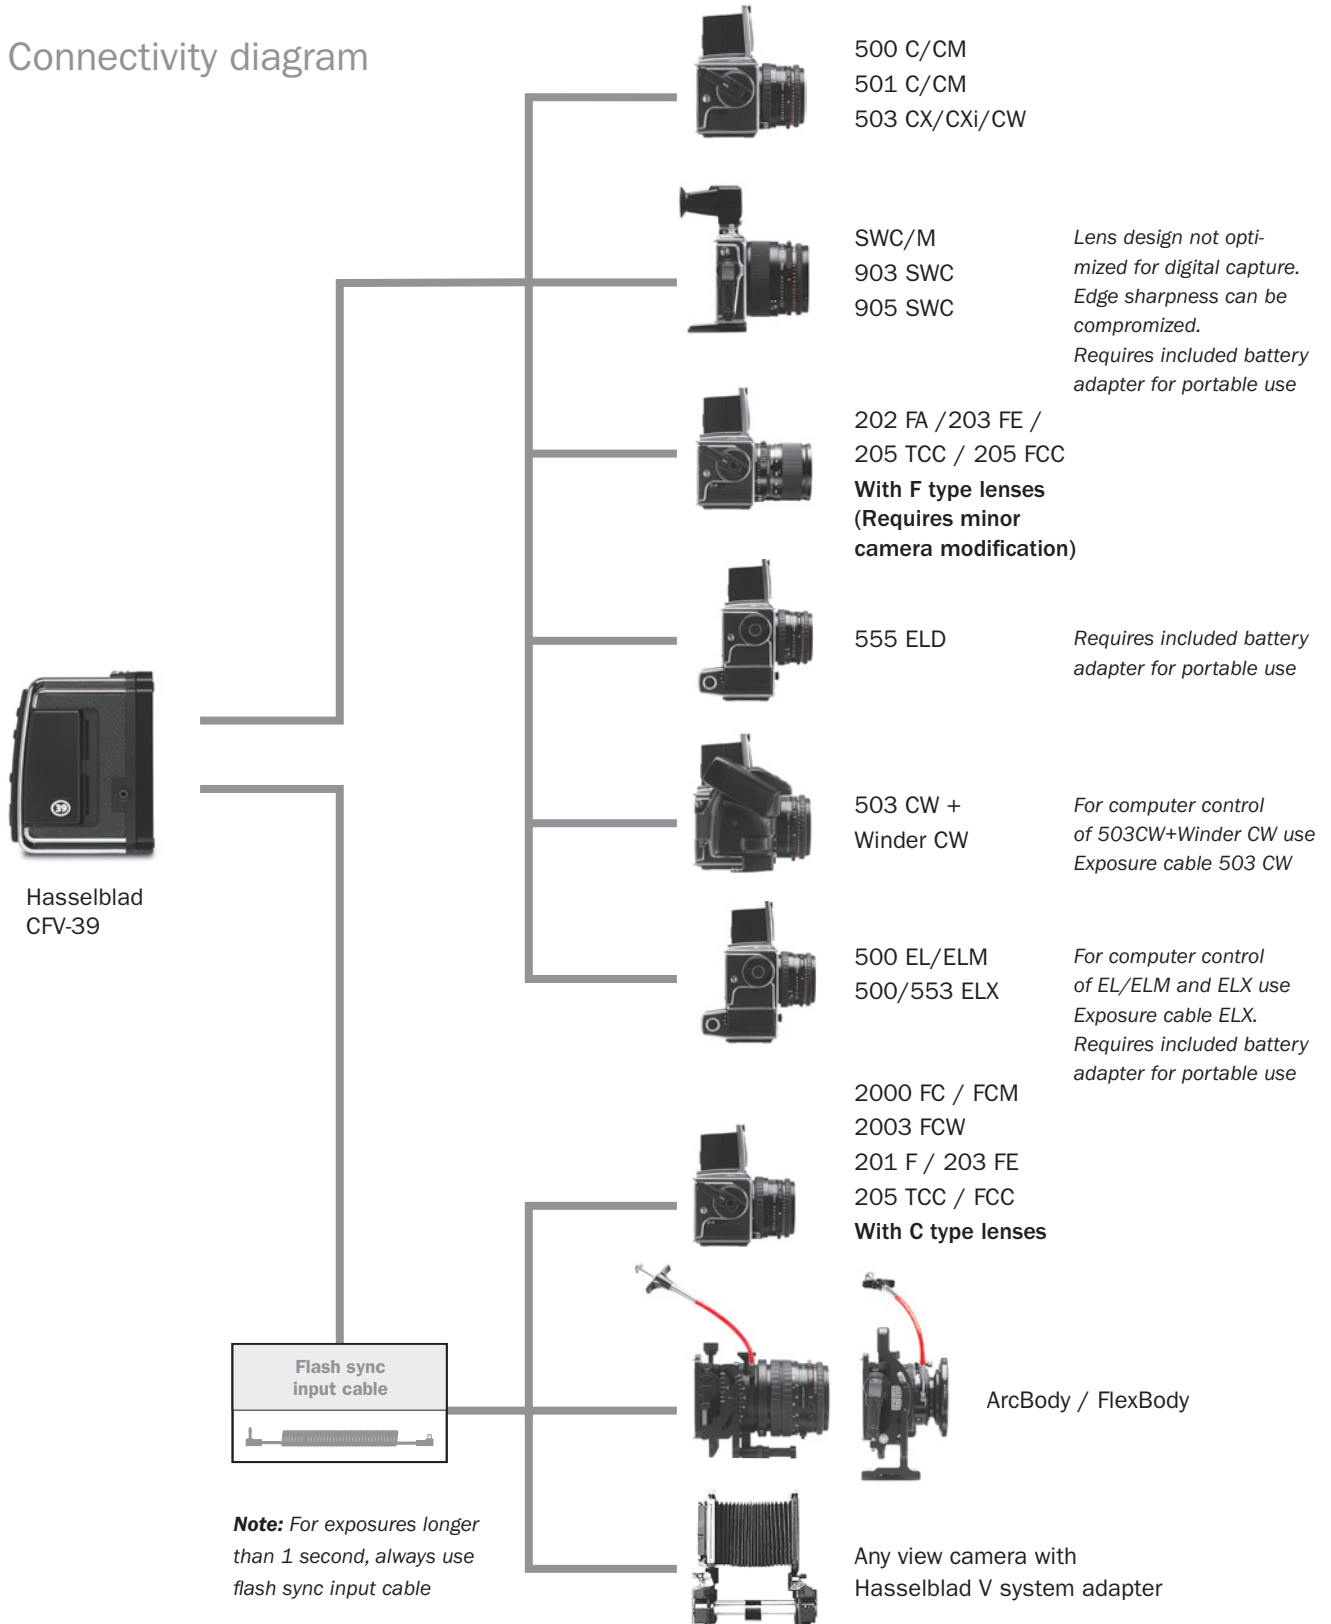 Connectivity diagram
500 C/CM
501 C/CM
503 CX/CXi/CW
SWC/M
903 SWC
905 SWC
Lens design not opti-
mized for digital capture.
Edge sharpness can be
compromized.
Requires included battery
adapter for portable use
202 FA /203 FE /
205 TCC / 205 FCC
With F type lenses
(Requires minor
camera modification)
555 ELD
Requires included battery
adapter for portable use
39
Hasselblad
CFV-39
503 CW +
Winder CW
For computer control
of 503CW+Winder CW use
Exposure cable 503 CW
500 EL/ELM
500/553 ELX
For computer control
of EL/ELM and ELX use
Exposure cable ELX.
Requires included battery
adapter for portable use
2000 FC / FCM
2003 FCW
201 F / 203 FE
205 TCC / FCC
With C type lenses
Flash sync
input cable
ArcBody / FlexBody
Note: For exposures longer
than 1 second, always use
flash sync input cable
Any view camera with
Hasselblad V system adapter